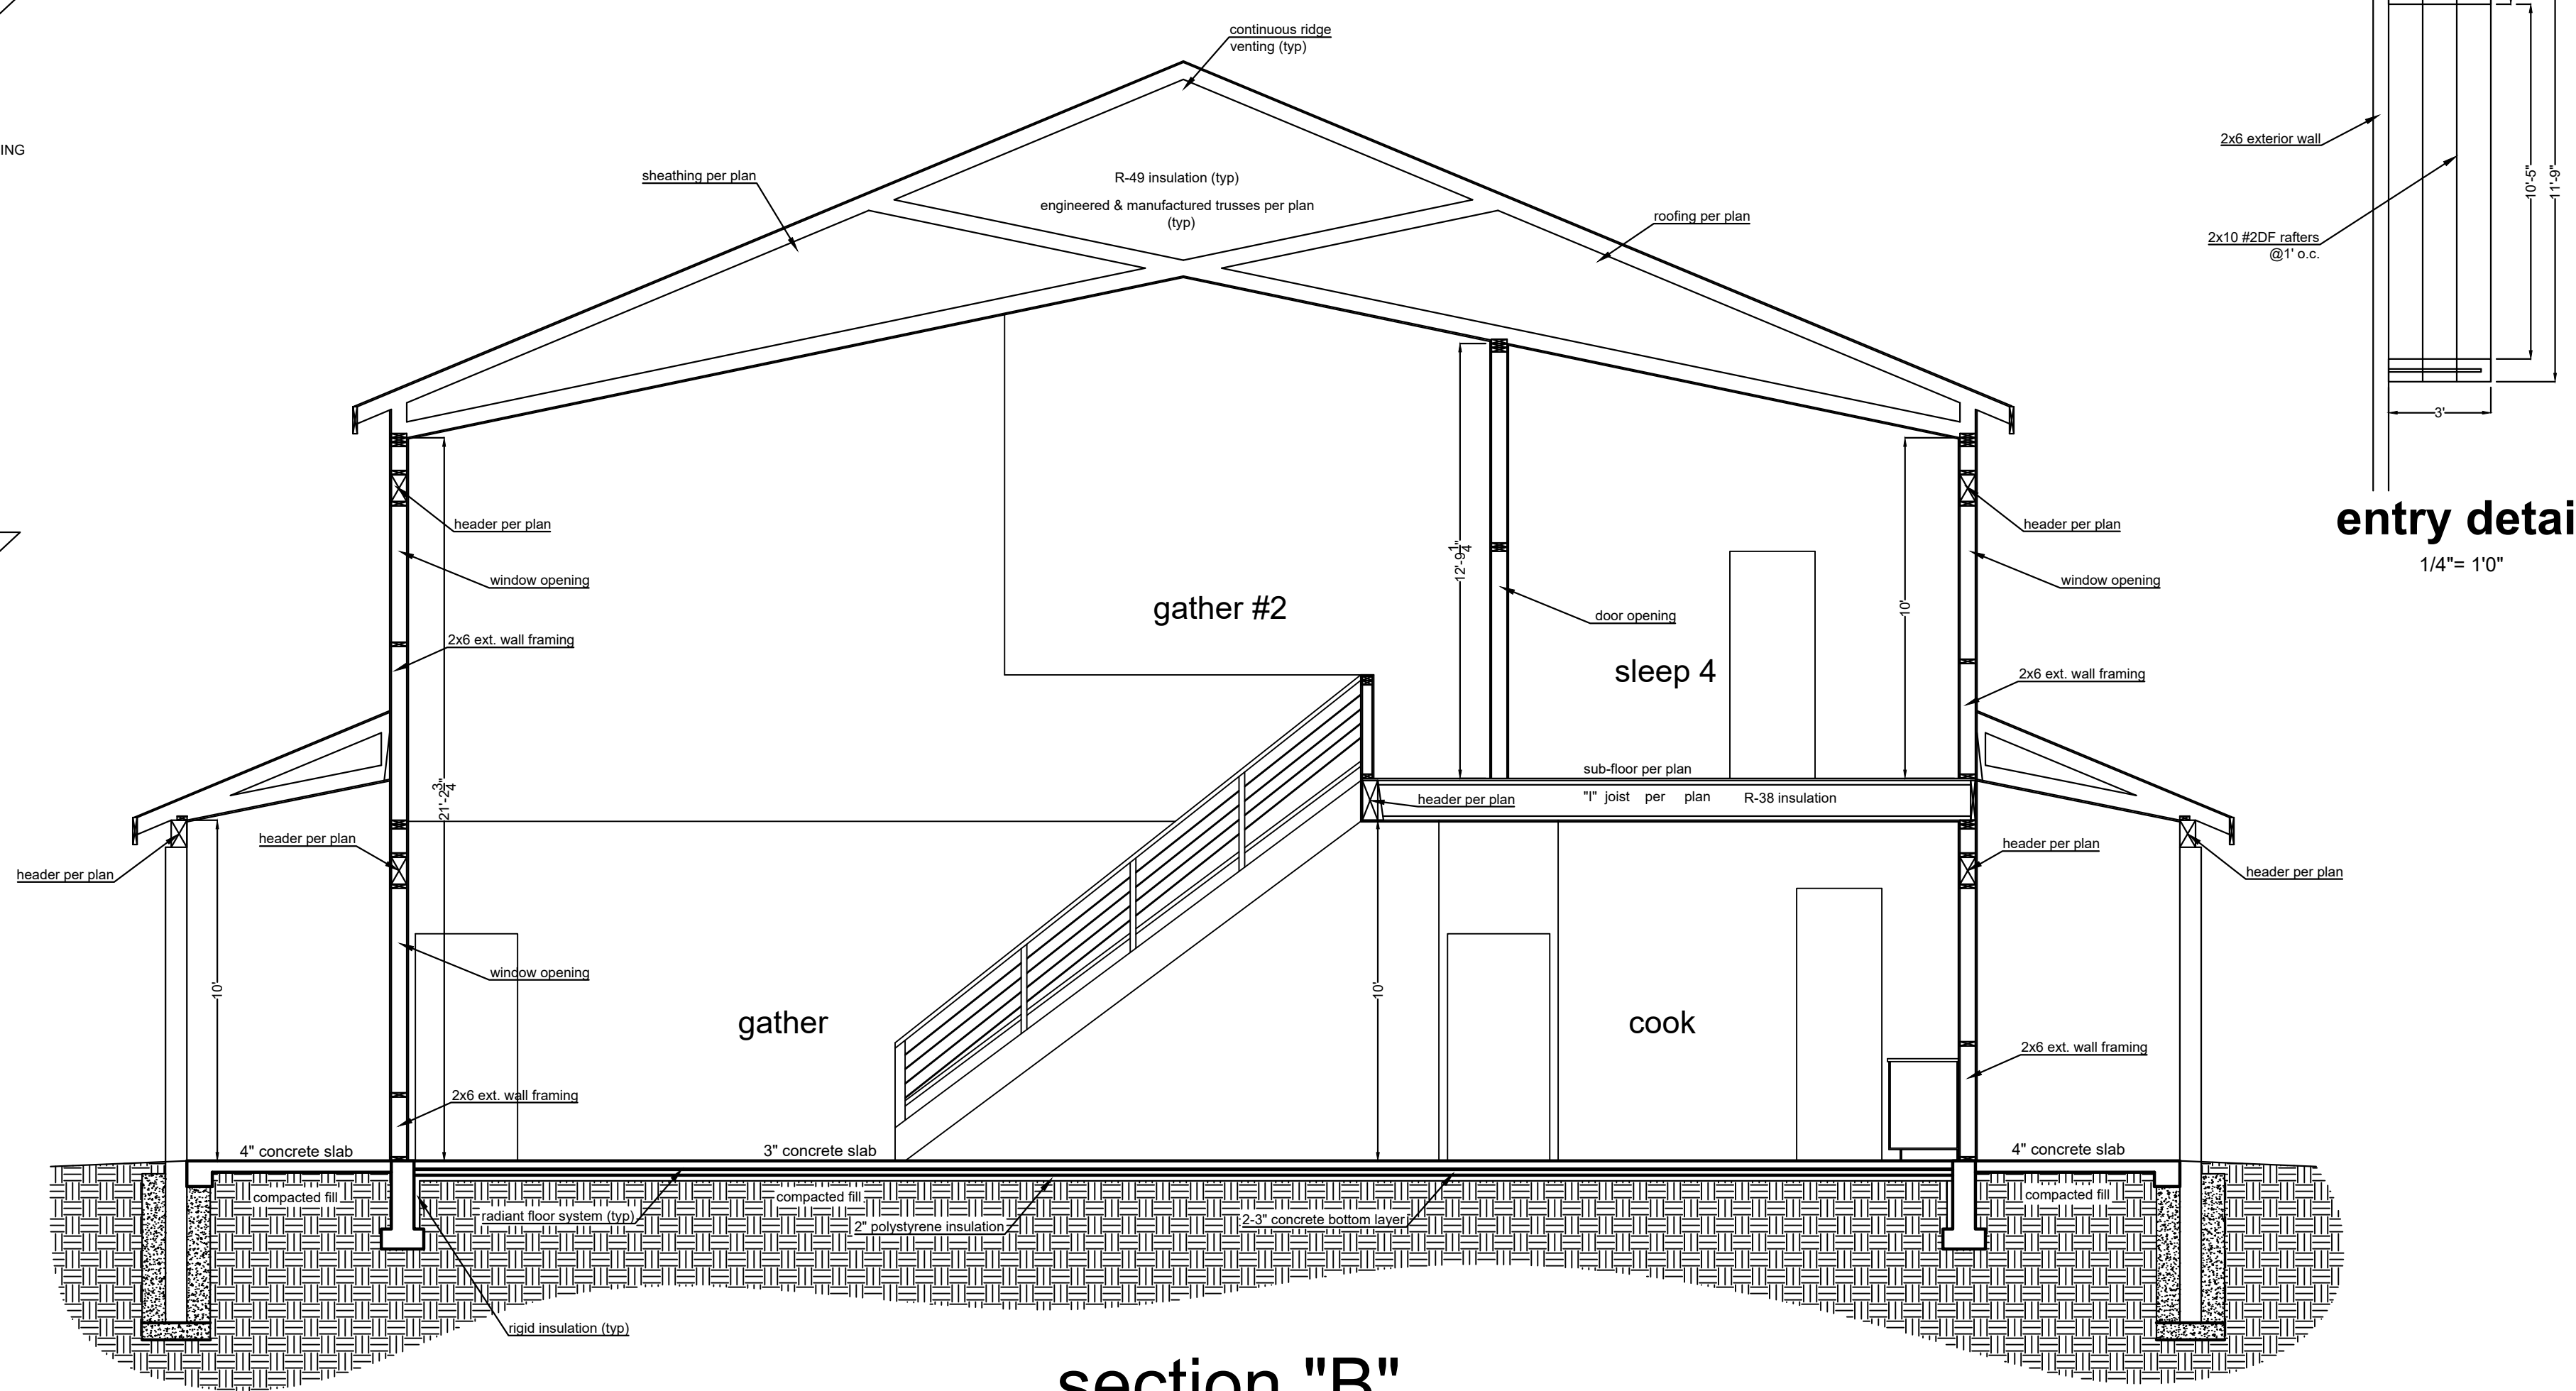 continuous ridge
venting (typ)
ING
2x6 exterior wall
sheathing per plan
R-49 insulation (typ)
engineered & manufactured trusses per plan
(typ)
roofing per plan
10'-5"
11'-9"
2x10 #2DF rafters
@1' o.c.
3'
header per plan
header per plan
entry detai
1/4"= 1'0"
window opening
12'-9 1/4"
window opening
gather #2
10'
door opening
2x6 ext. wall framing
sleep 4
2x6 ext. wall framing
sub-floor per plan
21'-2 3/4"
header per plan
"I" joist per plan
R-38 insulation
header per plan
header per plan
header per plan
header per plan
window opening
10'
10'
gather
cook
2x6 ext. wall framing
2x6 ext. wall framing
4" concrete slab
3" concrete slab
4" concrete slab
compacted fill
compacted fill
compacted fill
radiant floor system (typ)
2" polystyrene insulation
2-3" concrete bottom layer
rigid insulation (typ)
section "B"